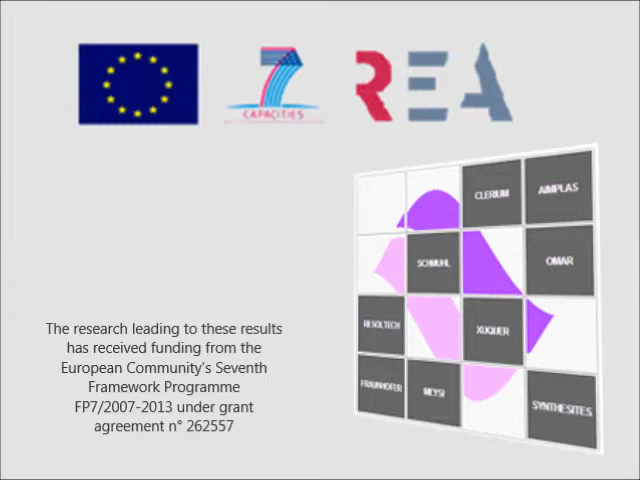 7
CAPACITIES
REA
CLERIUM
AIMPLAS
SCHMUHL
OMAR
RESOLTECH
XUQUER
FRAUNHOFER
MEYSI
SYNTHESITES
The research leading to these results
has received funding from the
European Community's Seventh
Framework Programme
FP7/2007-2013 under grant
agreement n° 262557